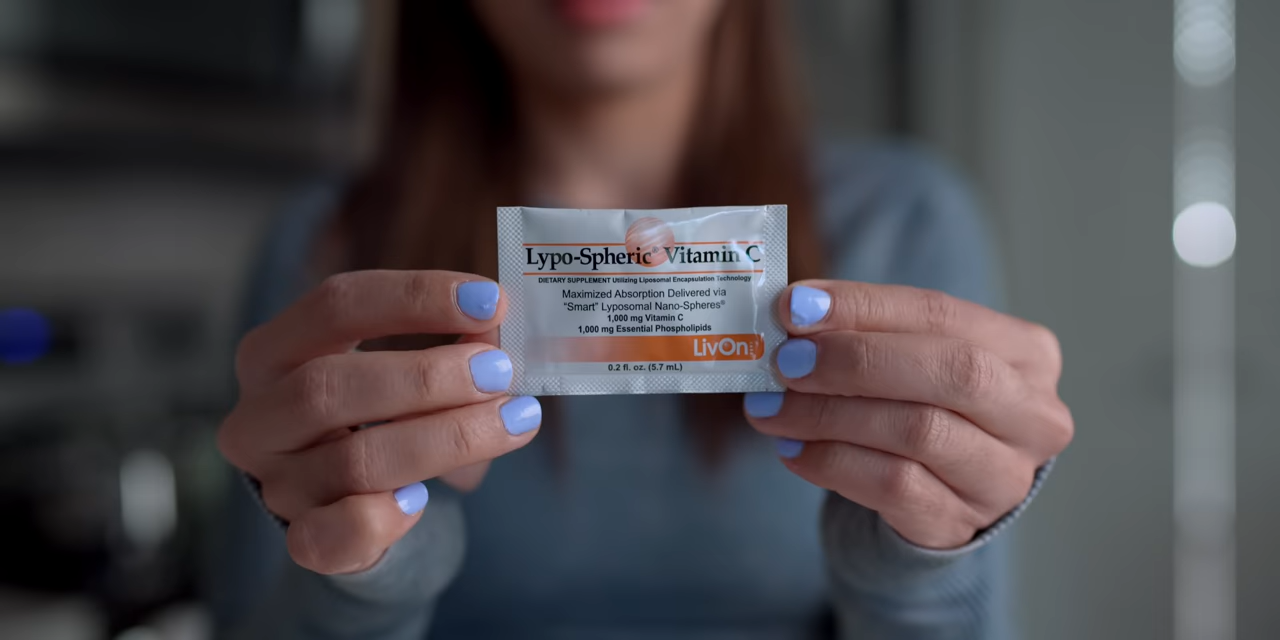 Lypo-Spheric® Vitamin C
DIETARY SUPPLEMENT Utilizing Liposomal Encapsulation Technology
Maximized Absorption Delivered via
“Smart” Lyposomal Nano-Spheres®
1,000 mg Vitamin C
1,000 mg Essential Phospholipids
LivOn
0.2 fl. oz. (5.7 mL)